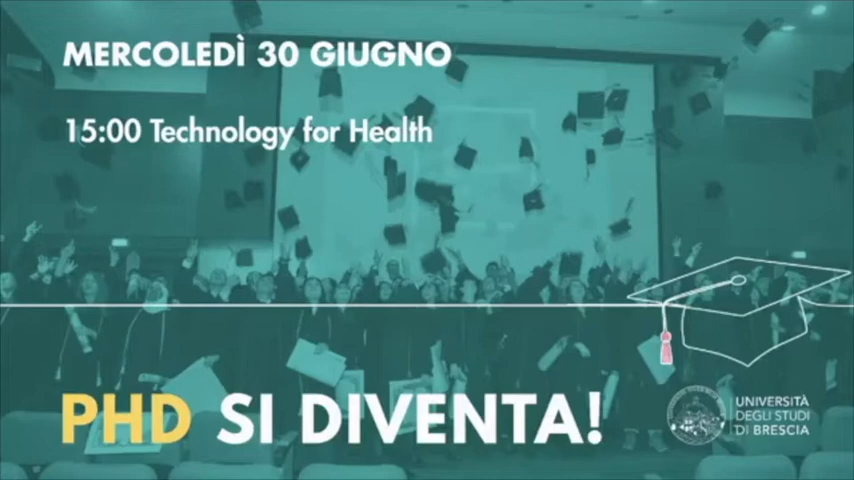 MERCOLEDÌ 30 GIUGNO
15:00 Technology for Health
PHD SI DIVENTA!
UNIVERSITÀ
DEGLI STUDI
DI BRESCIA